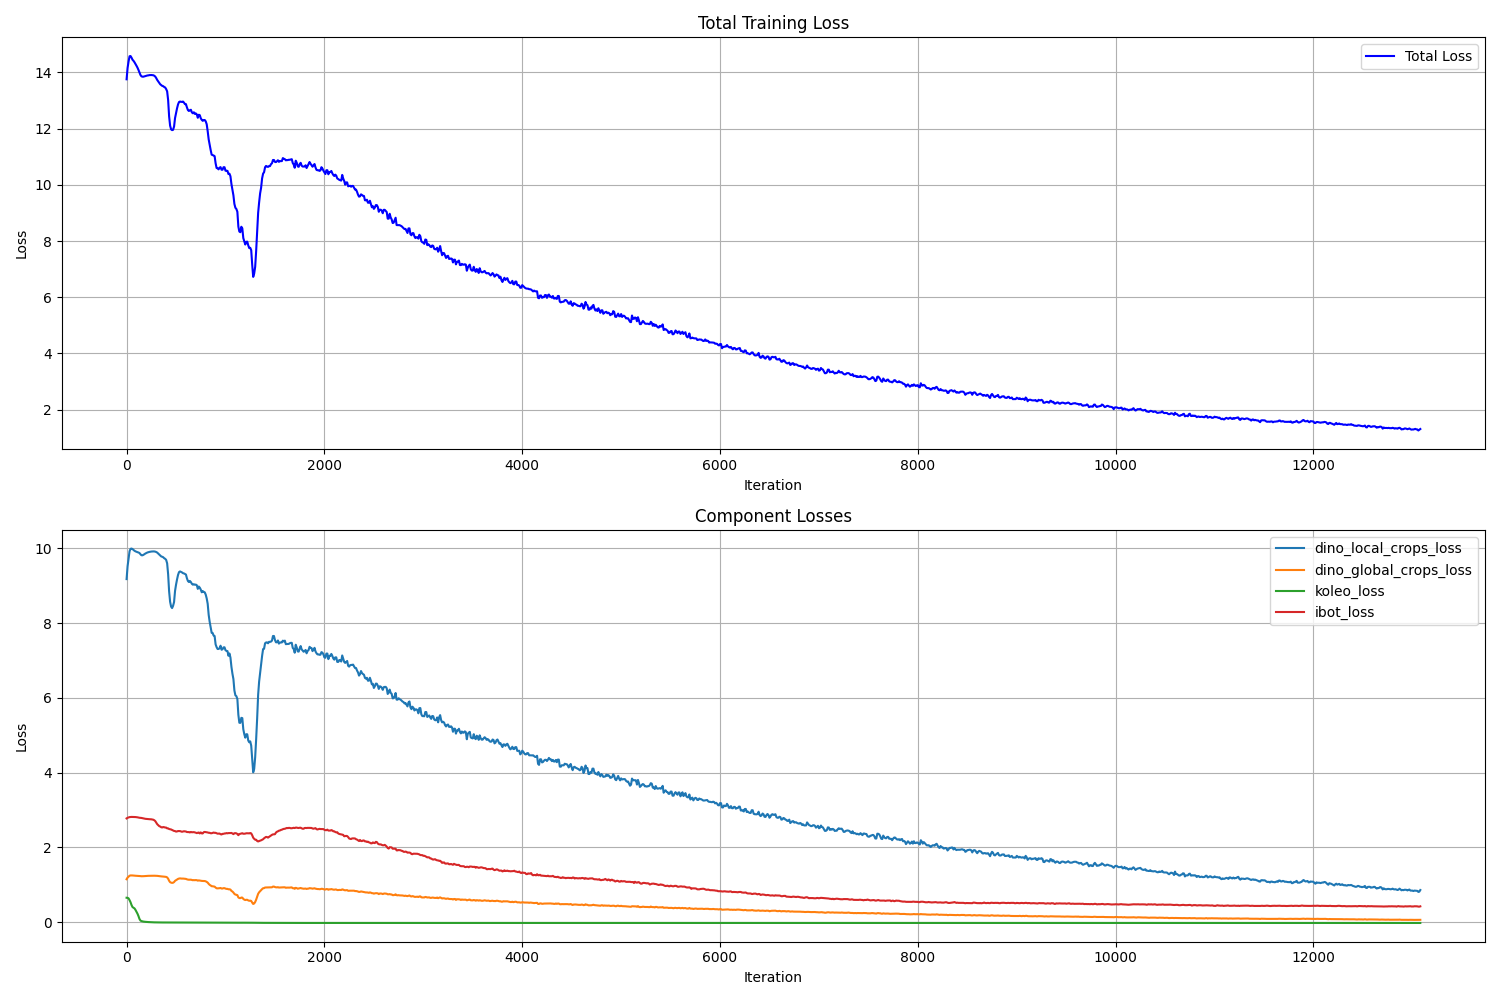 Total Training Loss
Total Loss
14
12
10
8
6
4
2
Loss
0 2000 4000 6000 8000 10000 12000
Iteration
Component Losses
dino_local_crops_loss
dino_global_crops_loss
koleo_loss
ibot_loss
10
8
6
4
2
0
Loss
0 2000 4000 6000 8000 10000 12000
Iteration